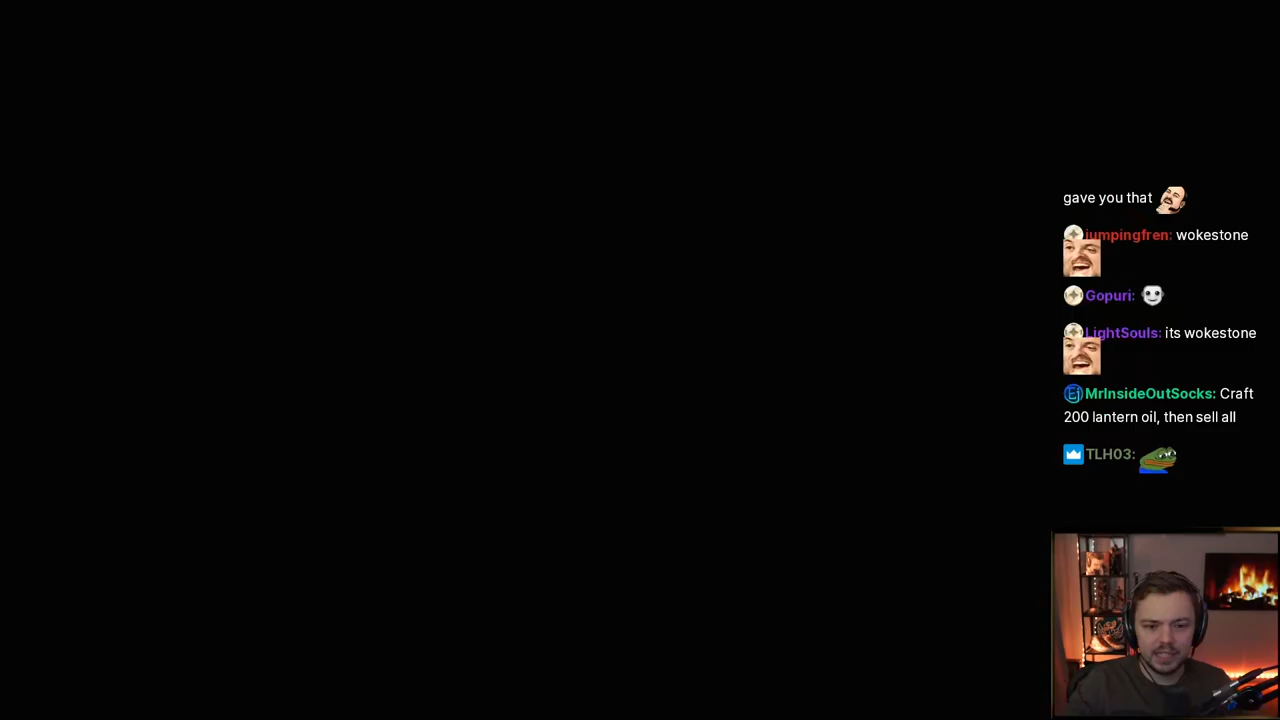 gave you that
jumpingfren: wokestone
Gopuri:
LightSouls: its wokestone
MrInsideOutSocks: Craft
200 lantern oil, then sell all
TLH03: